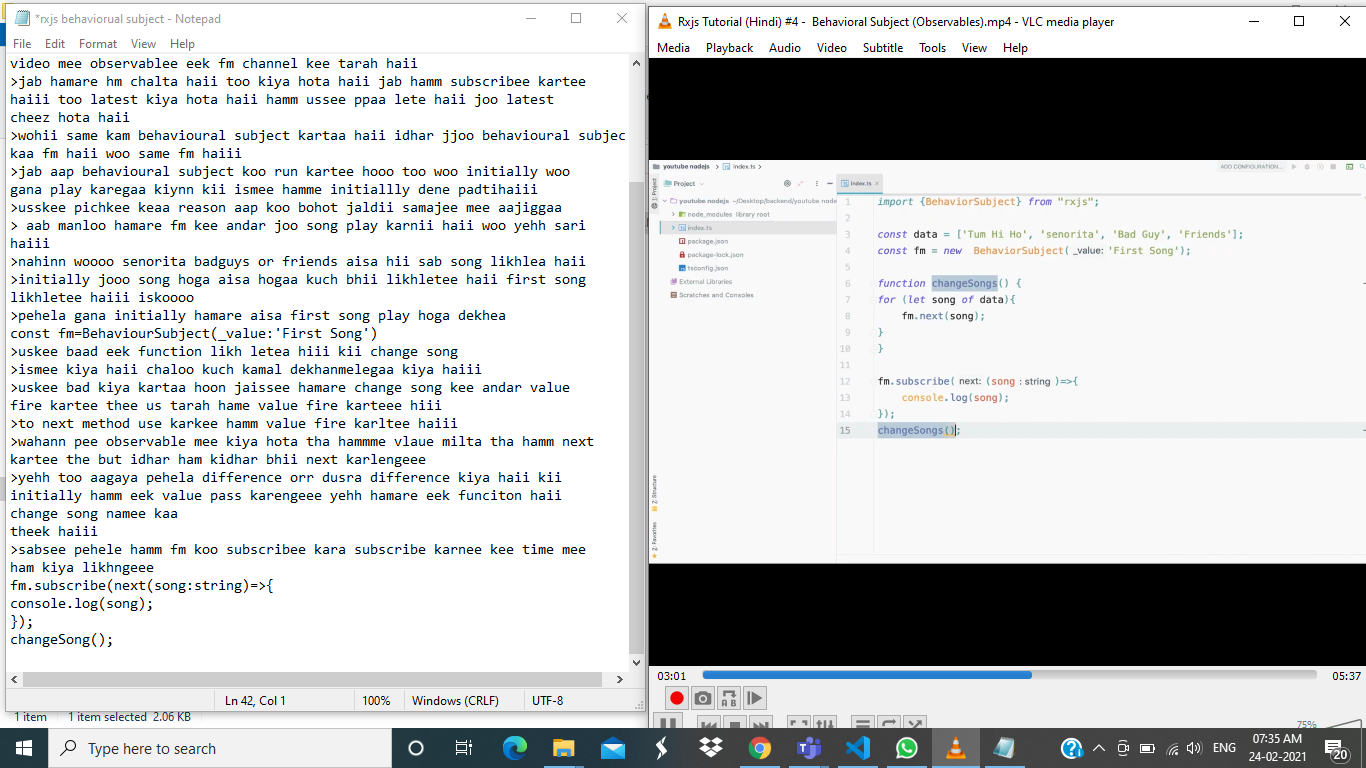 *rxjs behaviorual subject - Notepad
File Edit Format View Help
video mee observablee eek fm channel kee tarah haii
>jab hamare hm chalta haii too kiya hota haii jab hamm subscribee kartee
haiii too latest kiya hota haii hamm ussee ppaa lete haii joo latest
cheez hota haii
>wohii same kam behavioural subject kartaa haii idhar jjoo behavioural subjec
kaa fm haii woo same fm haiii
>jab aap behavioural subject koo run kartee hooo too woo initially woo
gana play karegaa kiynn kii ismee hamme initiallly dene padtihaiii
>usskee pichkee keaa reason aap koo bohot jaldii samajee mee aajiggaa
> aab manloo hamare fm kee andar joo song play karnii haii woo yehh sari
haiii
>nahinn woooo senorita badguys or friends aisa hii sab song likhlea haii
>initially jooo song hoga aisa hogaa kuch bhii likhletee haii first song
likhletee haiii iskoooo
>pehela gana initially hamare aisa first song play hoga dekhea
const fm=BehaviourSubject(_value:'First Song')
>uskee baad eek function likh letea hiii kii change song
>ismee kiya haii chaloo kuch kamal dekhanmelegaa kiya haiii
>uskee bad kiya kartaa hoon jaissee hamare change song kee andar value
fire kartee thee us tarah hame value fire karteee hiii
>to next method use karkee hamm value fire karltee haiii
>wahann pee observable mee kiya hota tha hammme vlaue milta tha hamm next
kartee the but idhar ham kidhar bhii next karlengeee
>yehh too aagaya pehela difference orr dusra difference kiya haii kii
initially hamm eek value pass karengeee yehh hamare eek funciton haii
change song namee kaa
theek haiii
>sabsee pehele hamm fm koo subscribee kara subscribe karnee kee time mee
ham kiya likhngeee
fm.subscribe(next(song:string)=>{
console.log(song);
});
changeSong();
Ln 42, Col 1 100% Windows (CRLF) UTF-8
1 item 1 item selected 2.06 KB
Rxjs Tutorial (Hindi) #4 - Behavioral Subject (Observables).mp4 - VLC media player
Media Playback Audio Video Subtitle Tools View Help
youtube nodejs > index.ts >
ADD CONFIGURATION...
Project
index.ts
youtube nodejs ~/Desktop/backend/youtube node
node_modules library root
index.ts
package.json
package-lock.json
tsconfig.json
External Libraries
Scratches and Consoles
1: Project
Z: Structure
2: Favorites
1 import {BehaviorSubject} from "rxjs";
2
3 const data = ['Tum Hi Ho', 'senorita', 'Bad Guy', 'Friends'];
4 const fm = new BehaviorSubject( _value: 'First Song');
5
6 function changeSongs() {
7 for (let song of data){
8 fm.next(song);
9 }
10 }
11
12 fm.subscribe( next: (song : string )=>{
13 console.log(song);
14 });
15 changeSongs();
03:01 05:37
A B
75%
Type here to search
ENG
07:35 AM
24-02-2021
20